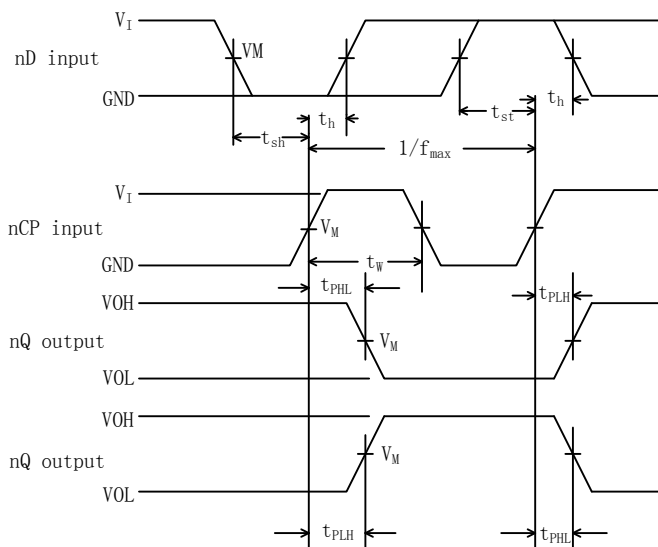 V_I
nD input
VM
GND
t_sh
t_h
t_st
t_h
1/f_max
V_I
nCP input
V_M
GND
t_W
t_PHL
t_PLH
VOH
nQ output
V_M
VOL
VOH
nQ output
V_M
VOL
t_PLH
t_PHL